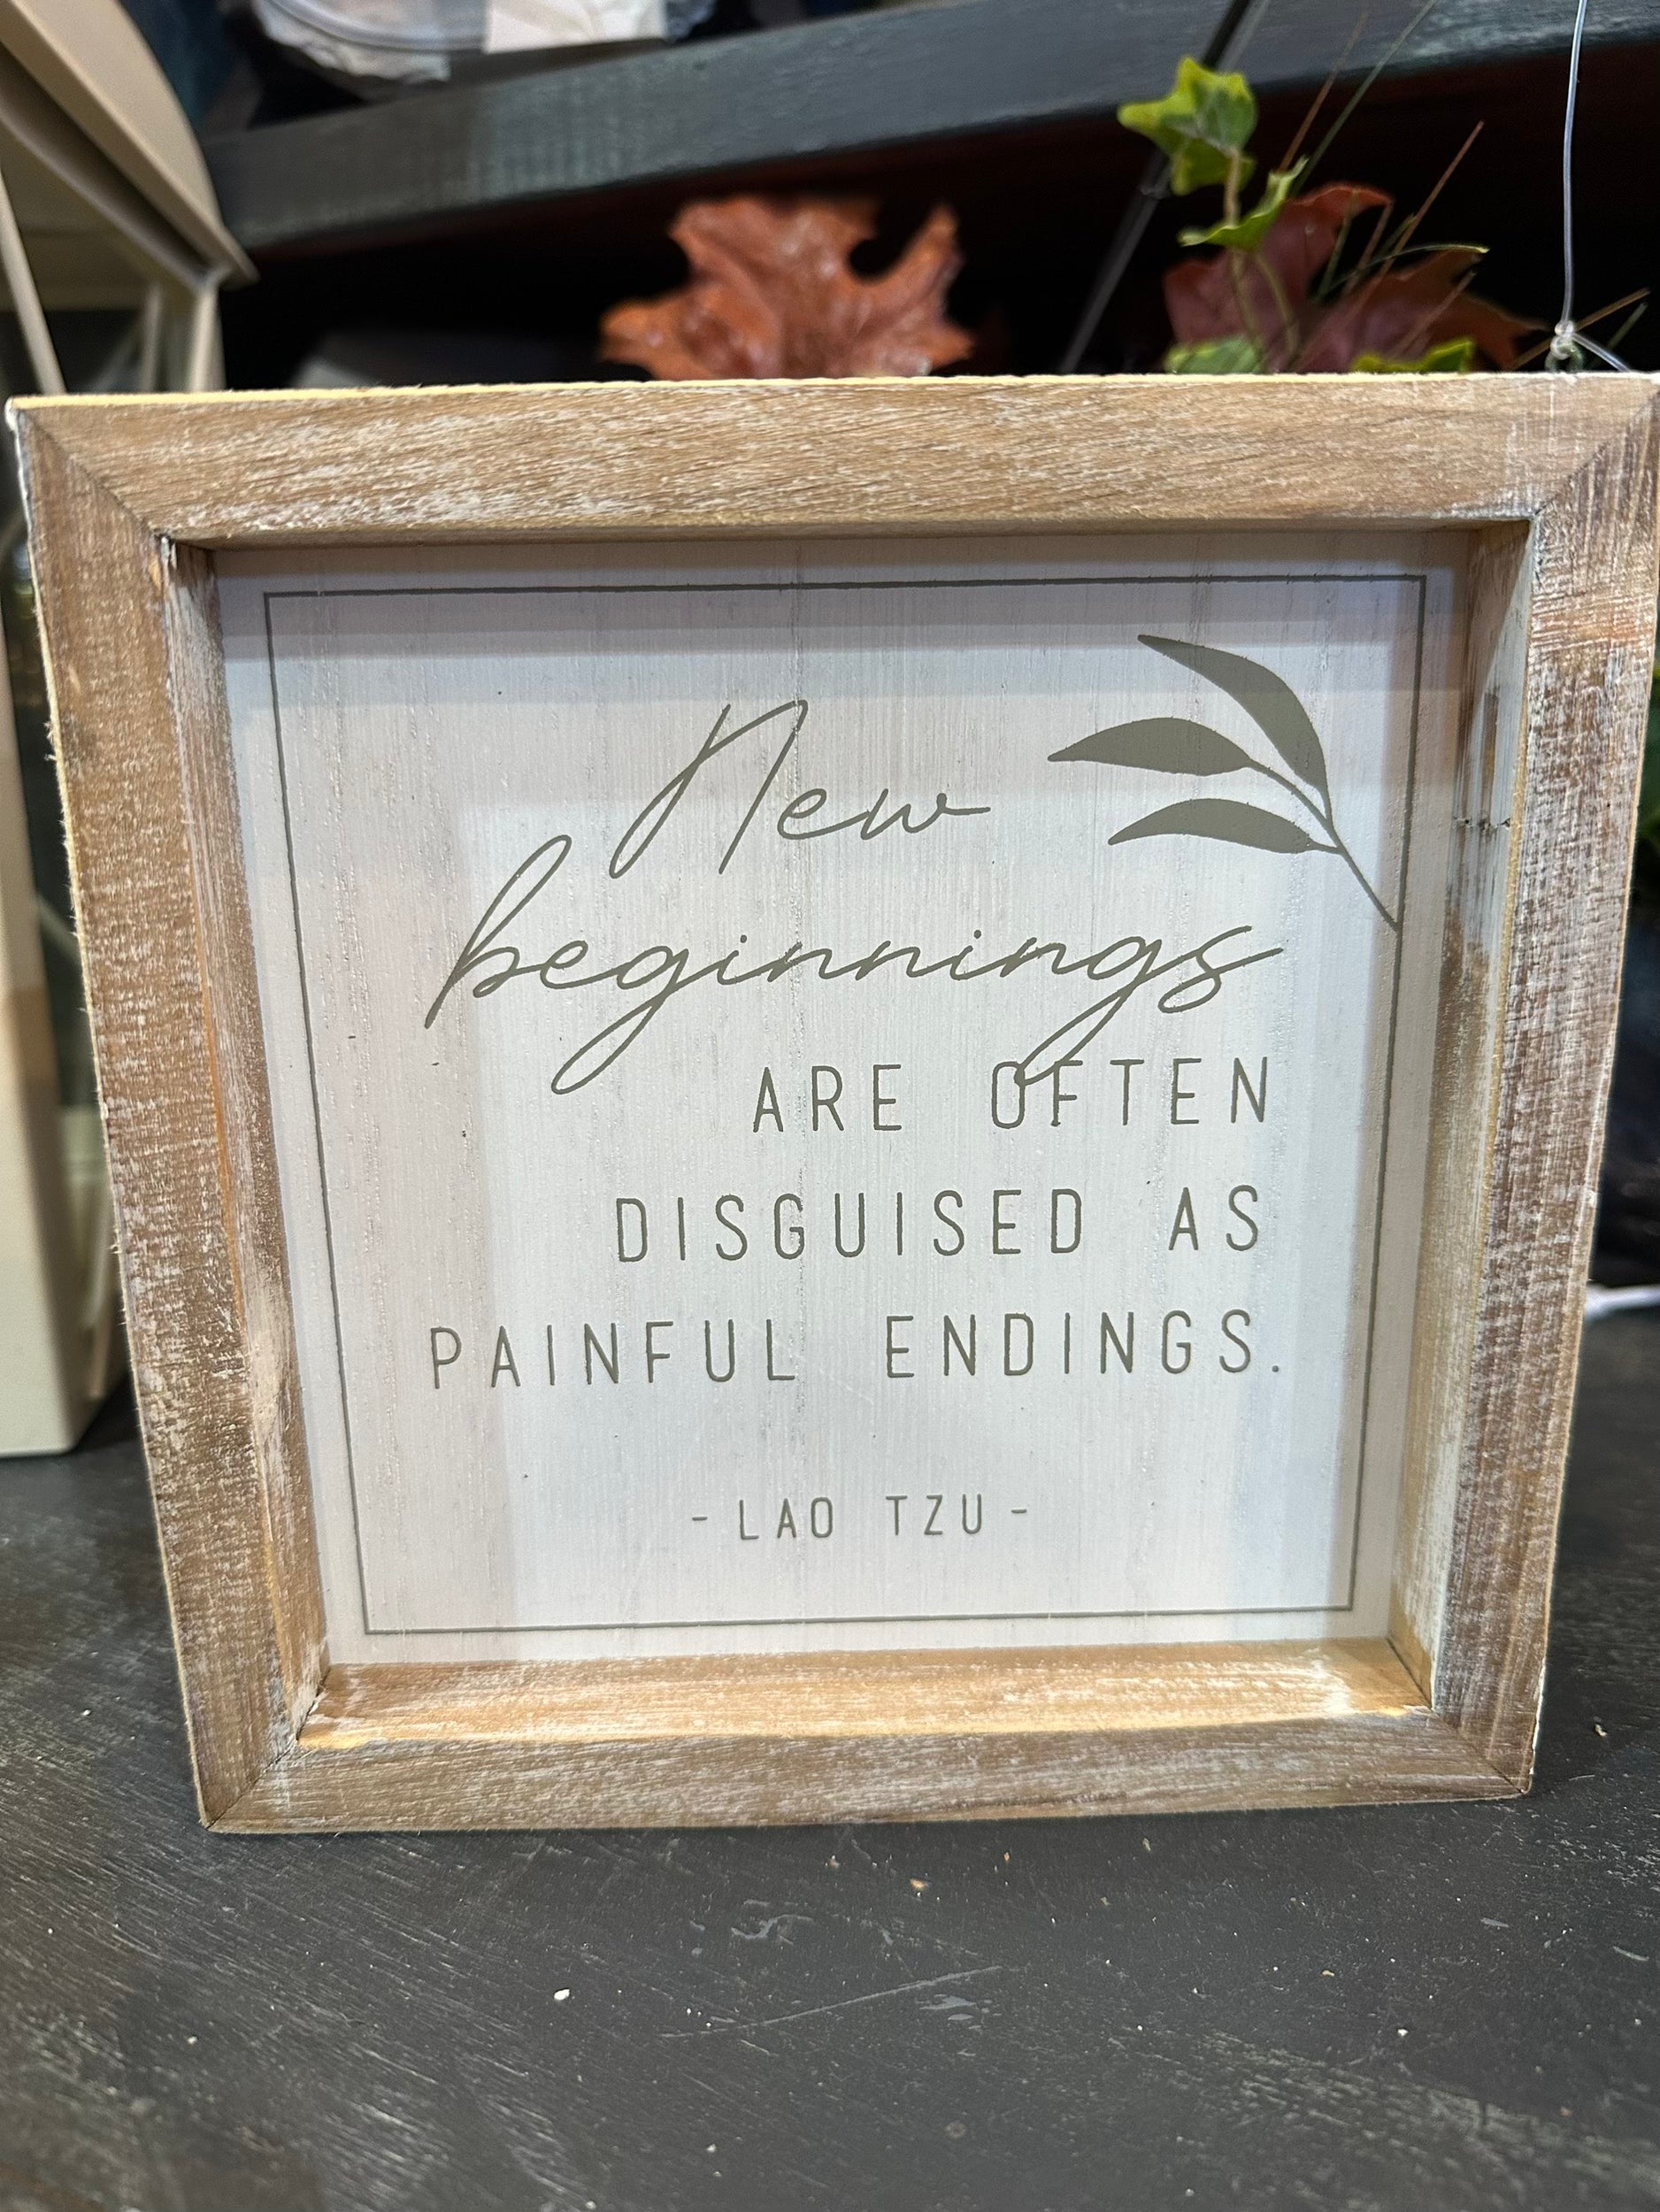 New
beginnings
ARE OFTEN
DISGUISED AS
PAINFUL ENDINGS.
- LAO TZU -